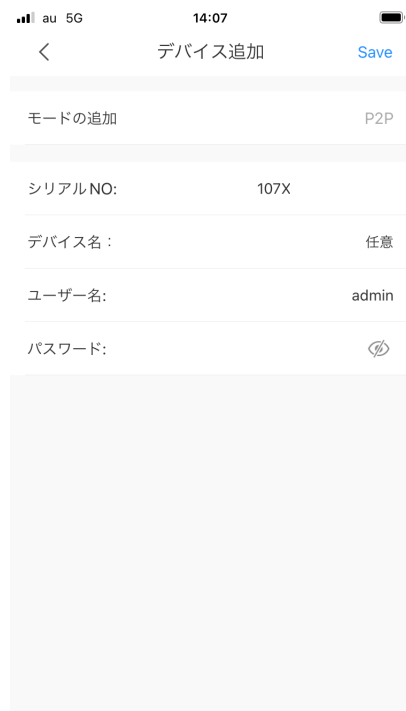 au 5G 14:07
デバイス追加 Save
モードの追加 P2P
シリアルNO: 107X
デバイス名： 任意
ユーザー名: admin
パスワード: